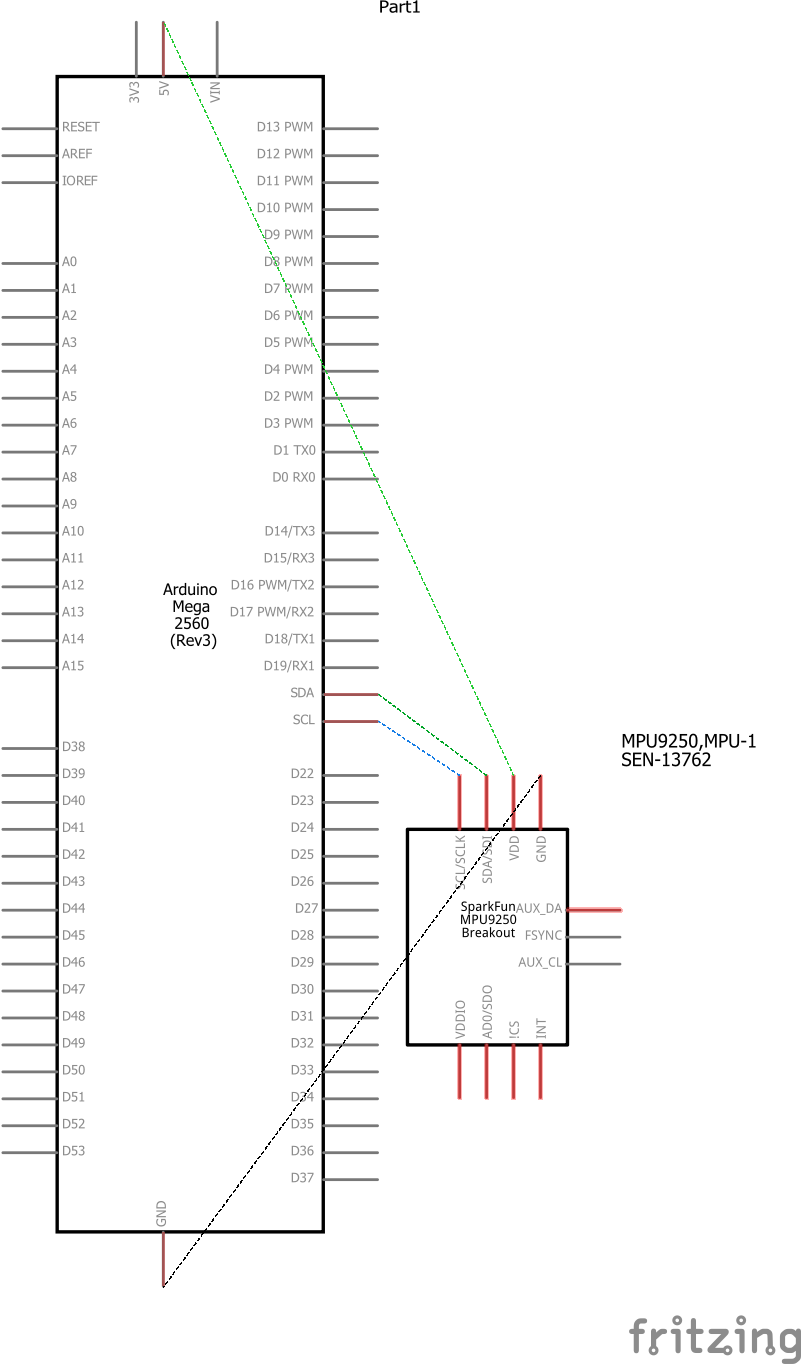 Part1
3V3
5V
VIN
RESET
AREF
IOREF
A0
A1
A2
A3
A4
A5
A6
A7
A8
A9
A10
A11
A12
A13
A14
A15
D38
D39
D40
D41
D42
D43
D44
D45
D46
D47
D48
D49
D50
D51
D52
D53
Arduino
Mega
2560
(Rev3)
D13 PWM
D12 PWM
D11 PWM
D10 PWM
D9 PWM
D8 PWM
D7 PWM
D6 PWM
D5 PWM
D4 PWM
D2 PWM
D3 PWM
D1 TX0
D0 RX0
D14/TX3
D15/RX3
D16 PWM/TX2
D17 PWM/RX2
D18/TX1
D19/RX1
SDA
SCL
D22
D23
D24
D25
D26
D27
D28
D29
D30
D31
D32
D33
D34
D35
D36
D37
GND
MPU9250,MPU-1
SEN-13762
SCL/SCLK
SDA/SDI
VDD
GND
SparkFun
MPU9250
Breakout
AUX_DA
FSYNC
AUX_CL
VDDIO
AD0/SDO
!CS
INT
fritzing